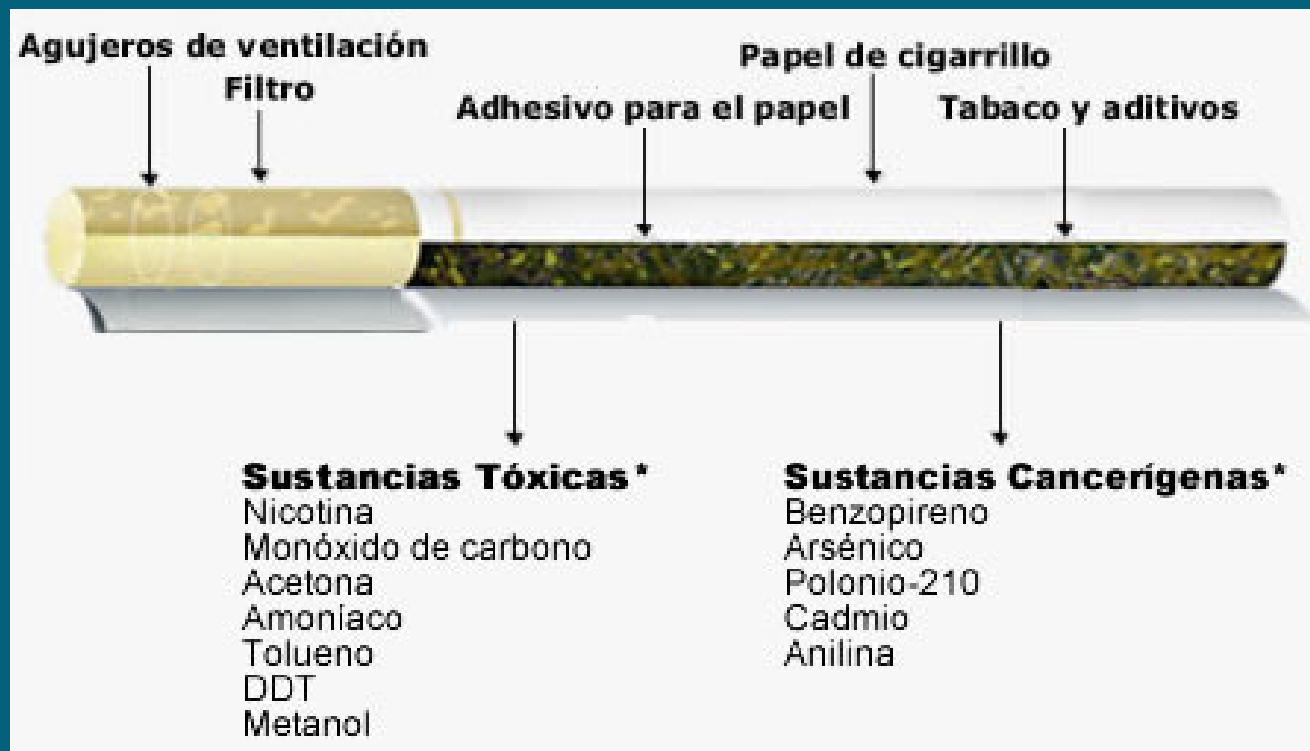 Agujeros de ventilación
Filtro
Papel de cigarrillo
Adhesivo para el papel
Tabaco y aditivos
Sustancias Tóxicas*
Nicotina
Monóxido de carbono
Acetona
Amoníaco
Tolueno
DDT
Metanol
Sustancias Cancerígenas*
Benzopireno
Arsénico
Polonio-210
Cadmio
Anilina